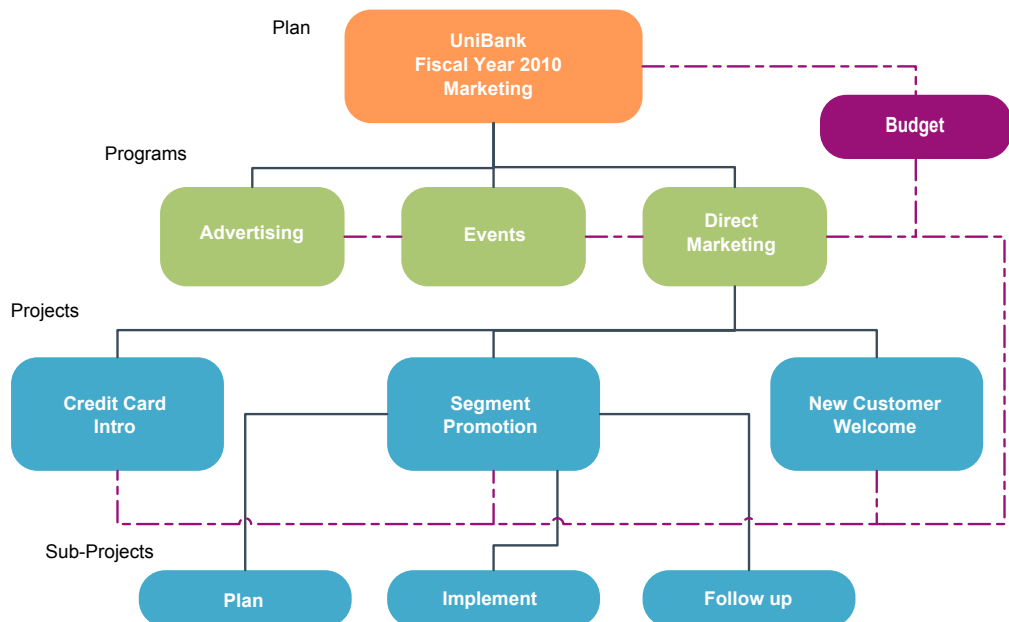 Plan
UniBank
Fiscal Year 2010
Marketing
Budget
Programs
Advertising
Events
Direct
Marketing
Projects
Credit Card
Intro
Segment
Promotion
New Customer
Welcome
Sub-Projects
Plan
Implement
Follow up